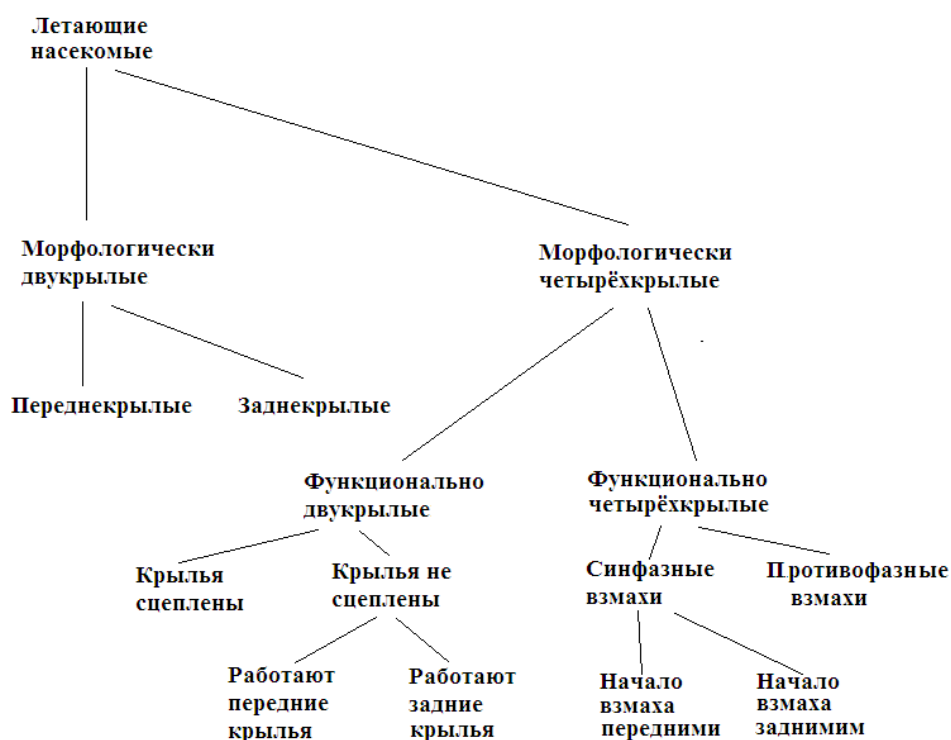 Летающие
насекомые
Морфологически
двукрылые
Морфологически
четырёхкрылые
Переднекрылые
Заднекрылые
Функционально
двукрылые
Функционально
четырёхкрылые
Крылья
сцеплены
Крылья не
сцеплены
Синфазные
взмахи
Противофазные
взмахи
Работают
передние
крылья
Работают
задние
крылья
Начало
взмаха
передними
Начало
взмаха
заднимим